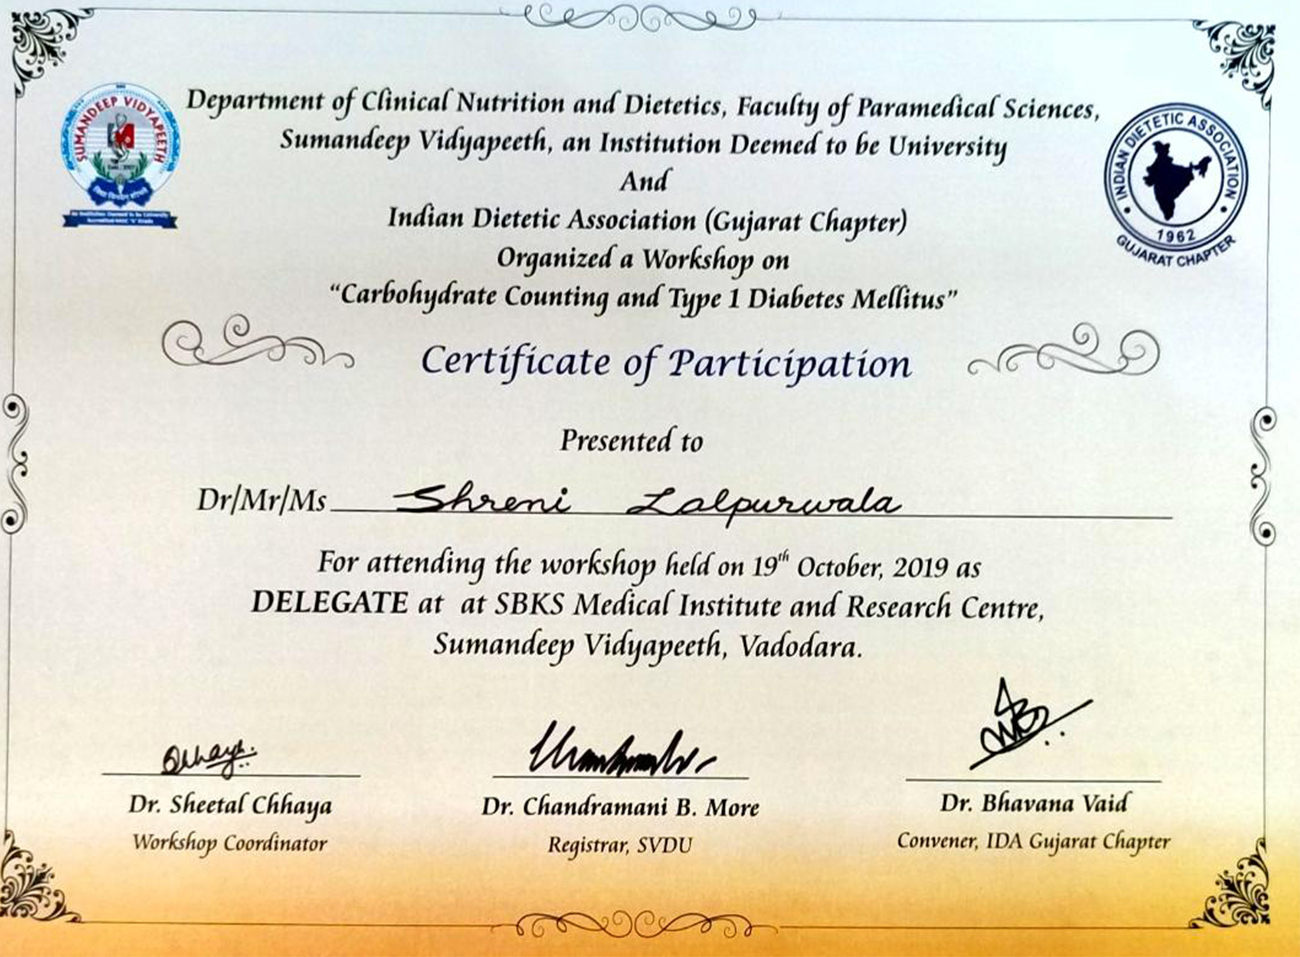 Department of Clinical Nutrition and Dietetics, Faculty of Paramedical Sciences,
Sumandeep Vidyapeeth, an Institution Deemed to be University
And
Indian Dietetic Association (Gujarat Chapter)
Organized a Workshop on
“Carbohydrate Counting and Type 1 Diabetes Mellitus”
SUMANDEEP VIDYAPEETH
INDIAN DIETETIC ASSOCIATION
1962
GUJARAT CHAPTER
Certificate of Participation
Presented to
Dr/Mr/Ms Shreni Lalpurwala
For attending the workshop held on 19th October, 2019 as
DELEGATE at at SBKS Medical Institute and Research Centre,
Sumandeep Vidyapeeth, Vadodara.
Dr. Sheetal Chhaya
Workshop Coordinator
Dr. Chandramani B. More
Registrar, SVDU
Dr. Bhavana Vaid
Convener, IDA Gujarat Chapter